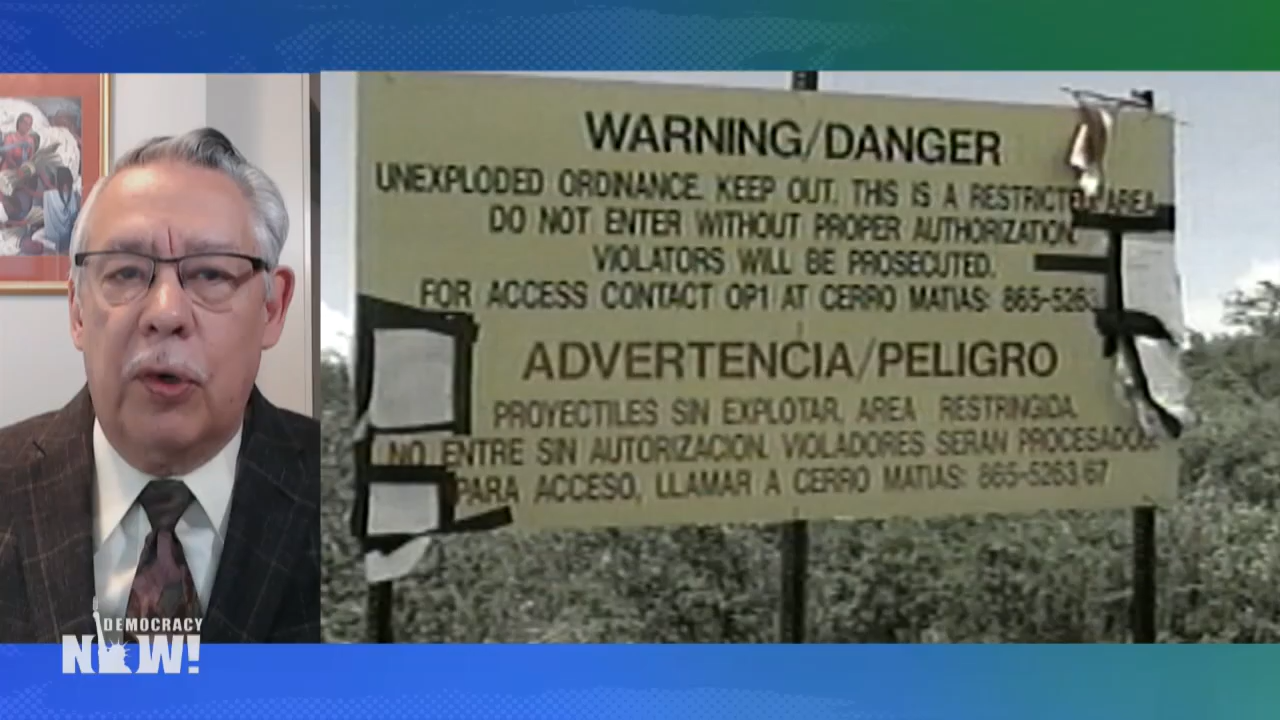 WARNING/DANGER
UNEXPLODED ORDINANCE. KEEP OUT. THIS IS A RESTRICTED AREA.
DO NOT ENTER WITHOUT PROPER AUTHORIZATION.
VIOLATORS WILL BE PROSECUTED.
FOR ACCESS CONTACT OP1 AT CERRO MATIAS: 865-5263
ADVERTENCIA/PELIGRO
PROYECTILES SIN EXPLOTAR, AREA RESTRINGIDA.
NO ENTRE SIN AUTORIZACION. VIOLADORES SERAN PROCESADOS.
PARA ACCESO, LLAMAR A CERRO MATIAS: 865-5263/67
DEMOCRACY
NOW!